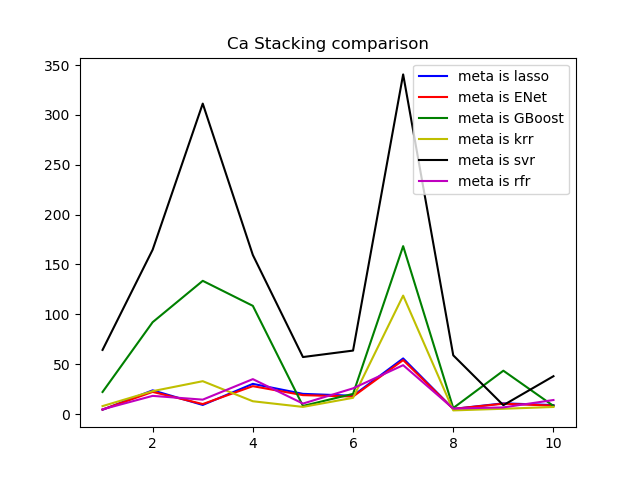 Ca Stacking comparison
350
300
250
200
150
100
50
0
meta is lasso
meta is ENet
meta is GBoost
meta is krr
meta is svr
meta is rfr
2 4 6 8 10